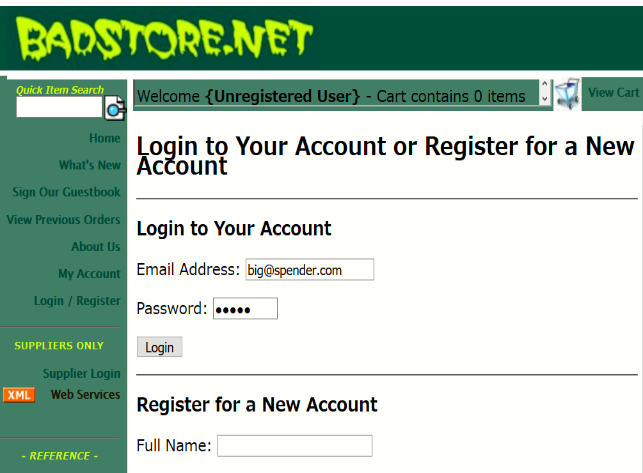 BADSTORE.NET
Quick Item Search
Welcome {Unregistered User} - Cart contains 0 items
View Cart
Home
What's New
Sign Our Guestbook
View Previous Orders
About Us
My Account
Login / Register
SUPPLIERS ONLY
Supplier Login
XML Web Services
- REFERENCE -
Login to Your Account or Register for a New
Account
Login to Your Account
Email Address: big@spender.com
Password: •••••
Login
Register for a New Account
Full Name: